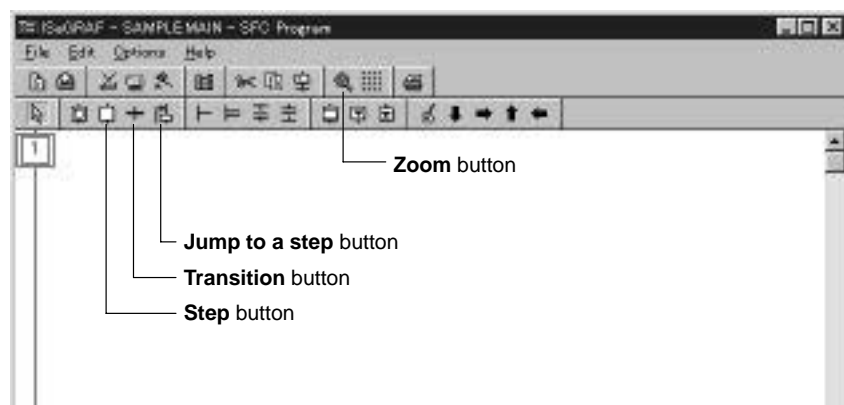 ISaGRAF - SAMPLE:MAIN - SFC Program
File Edit Options Help
1
Zoom button
Jump to a step button
Transition button
Step button